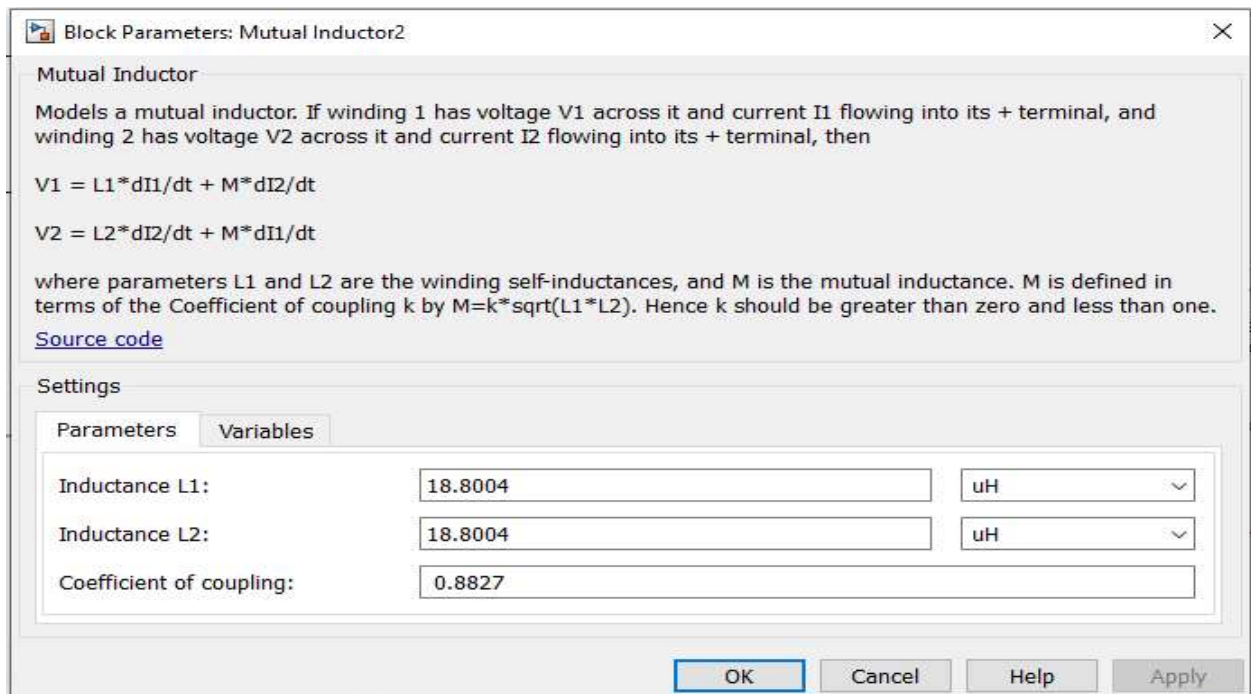 Block Parameters: Mutual Inductor2
Mutual Inductor
Models a mutual inductor. If winding 1 has voltage V1 across it and current I1 flowing into its + terminal, and
winding 2 has voltage V2 across it and current I2 flowing into its + terminal, then
V1 = L1*dI1/dt + M*dI2/dt
V2 = L2*dI2/dt + M*dI1/dt
where parameters L1 and L2 are the winding self-inductances, and M is the mutual inductance. M is defined in
terms of the Coefficient of coupling k by M=k*sqrt(L1*L2). Hence k should be greater than zero and less than one.
Source code
Settings
Parameters Variables
Inductance L1: 18.8004 uH
Inductance L2: 18.8004 uH
Coefficient of coupling: 0.8827
OK Cancel Help Apply